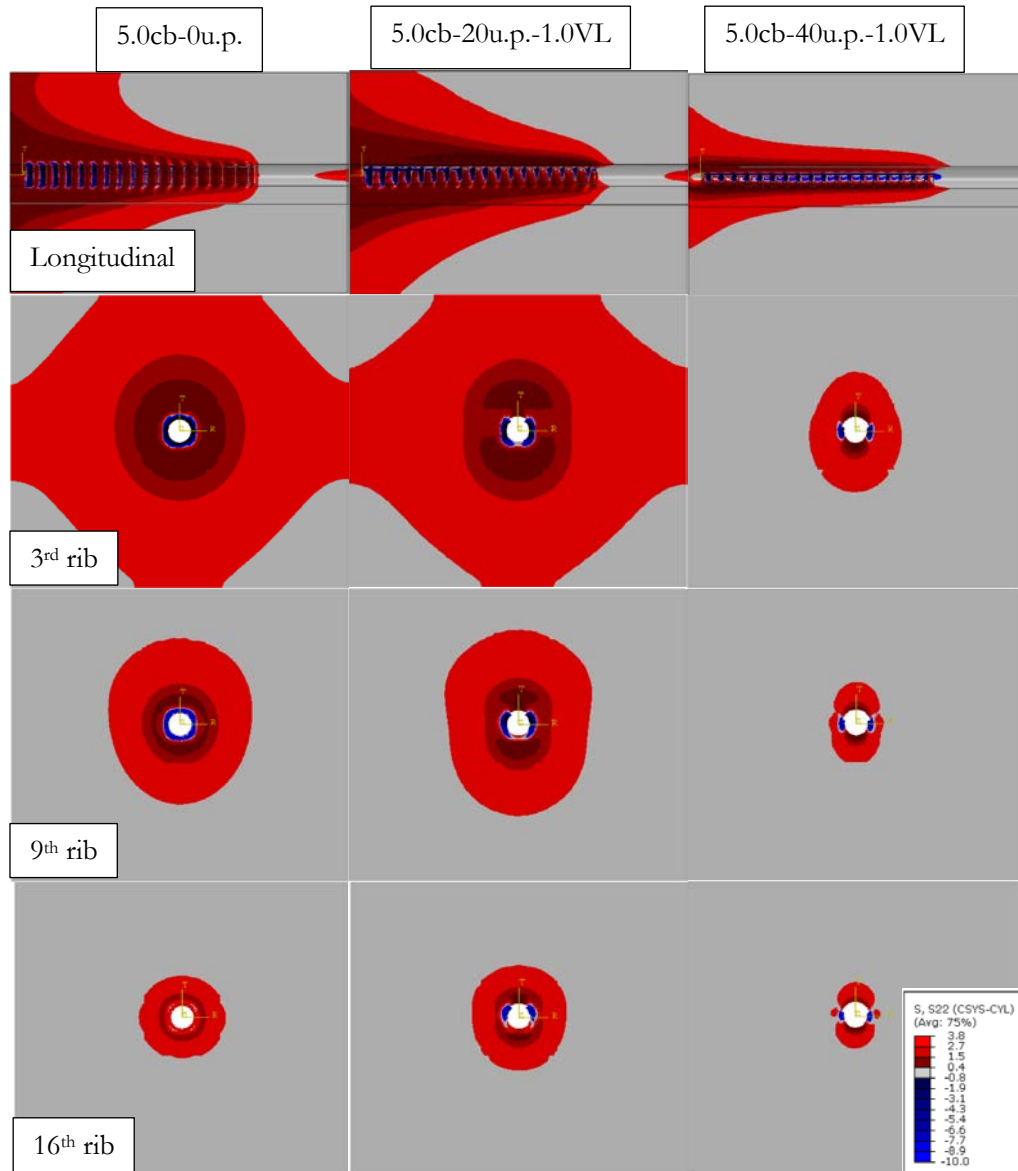 5.0cb-0u.p.
5.0cb-20u.p.-1.0VL
5.0cb-40u.p.-1.0VL
T
T
T
Longitudinal
T
R
T
R
T
3rd rib
T
R
T
R
T
9th rib
T
R
T
R
T
16th rib
S, S22 (CSYS-CYL)
(Avg: 75%)
3.8
2.7
1.5
0.4
-0.8
-1.9
-3.1
-4.3
-5.4
-6.6
-7.7
-8.9
-10.0